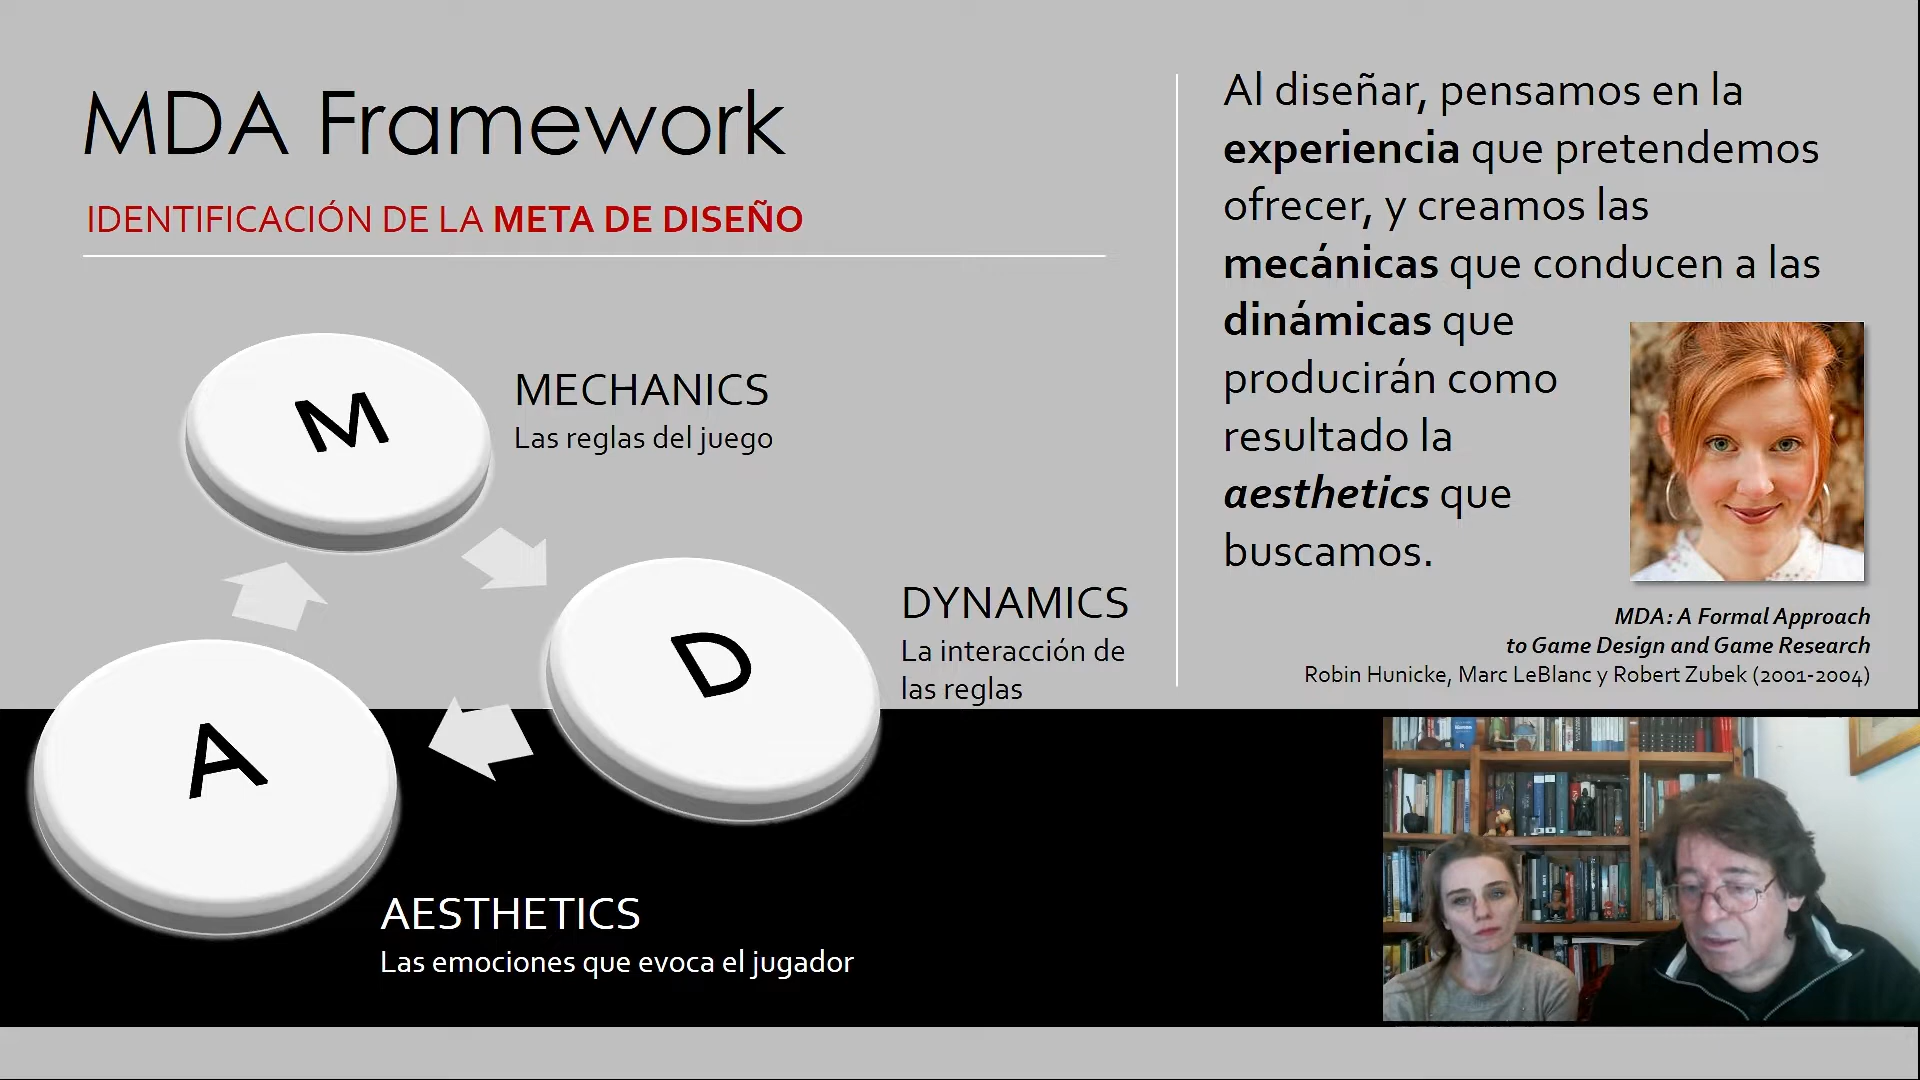 MDA Framework
IDENTIFICACIÓN DE LA META DE DISEÑO
M
MECHANICS
Las reglas del juego
D
DYNAMICS
La interacción de
las reglas
A
AESTHETICS
Las emociones que evoca el jugador
Al diseñar, pensamos en la
experiencia que pretendemos
ofrecer, y creamos las
mecánicas que conducen a las
dinámicas que
producirán como
resultado la
aesthetics que
buscamos.
MDA: A Formal Approach
to Game Design and Game Research
Robin Hunicke, Marc LeBlanc y Robert Zubek (2001-2004)